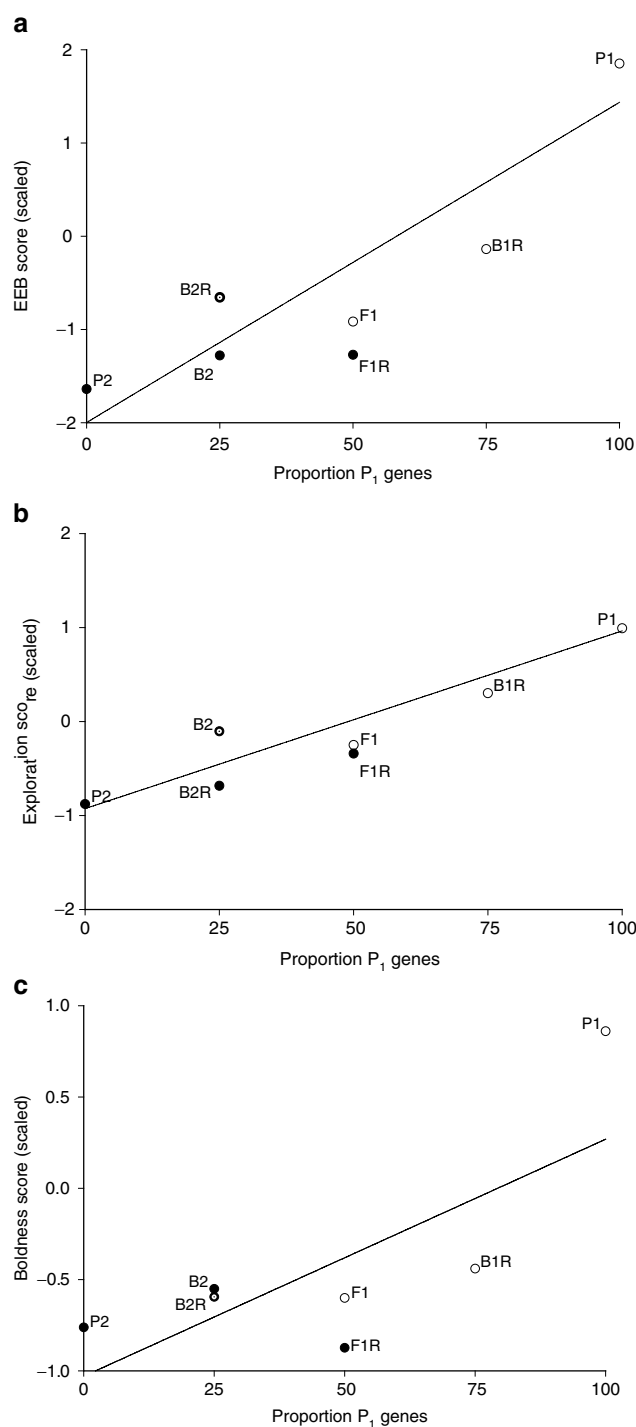 a
2
P1
1
EEB score (scaled)
0
B1R
B2R
F1
−1
B2
F1R
P2
−2
0 25 50 75 100
Proportion P1 genes
b
2
P1
1
B1R
Exploration score (scaled)
0
B2
F1
F1R
B2R
P2
−1
−2
0 25 50 75 100
Proportion P1 genes
c
1.0
P1
0.5
Boldness score (scaled)
0.0
B1R
−0.5
B2
B2R
F1
P2
F1R
−1.0
0 25 50 75 100
Proportion P1 genes